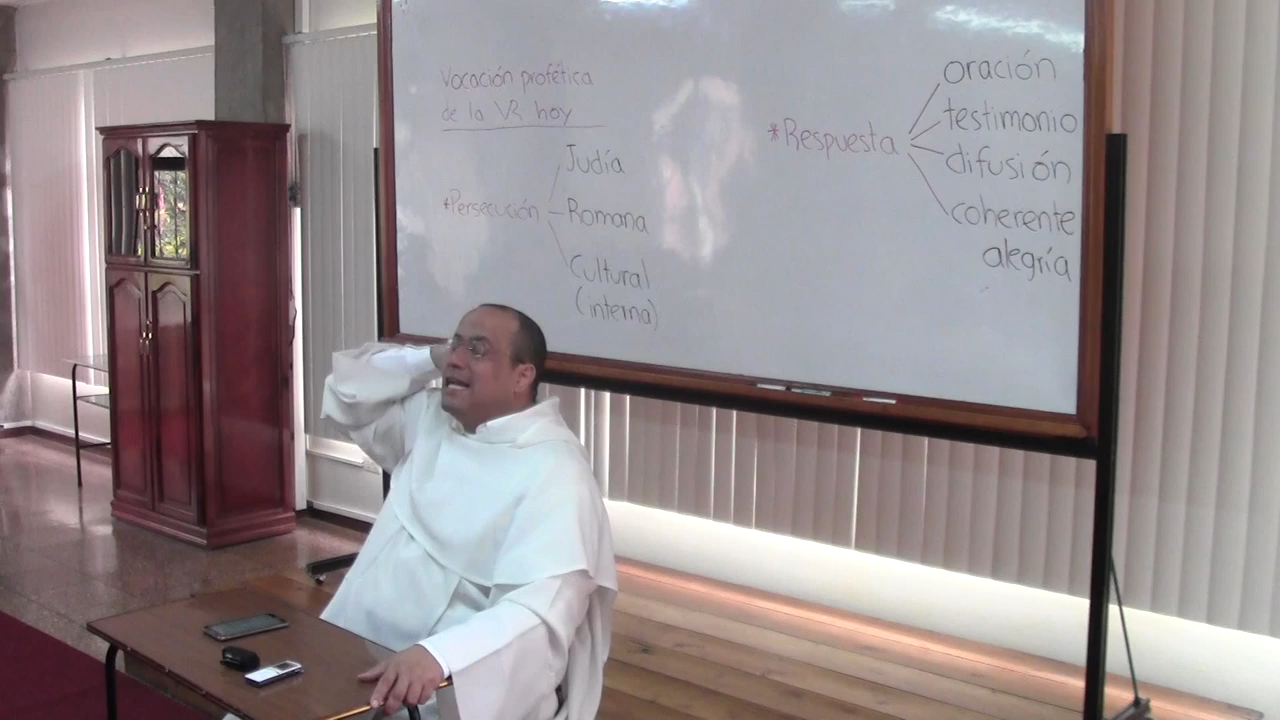 Vocación profética
de la VR hoy
*Persecución
Judía
Romana
Cultural
(interna)
*Respuesta
oración
testimonio
difusión
coherente
alegría